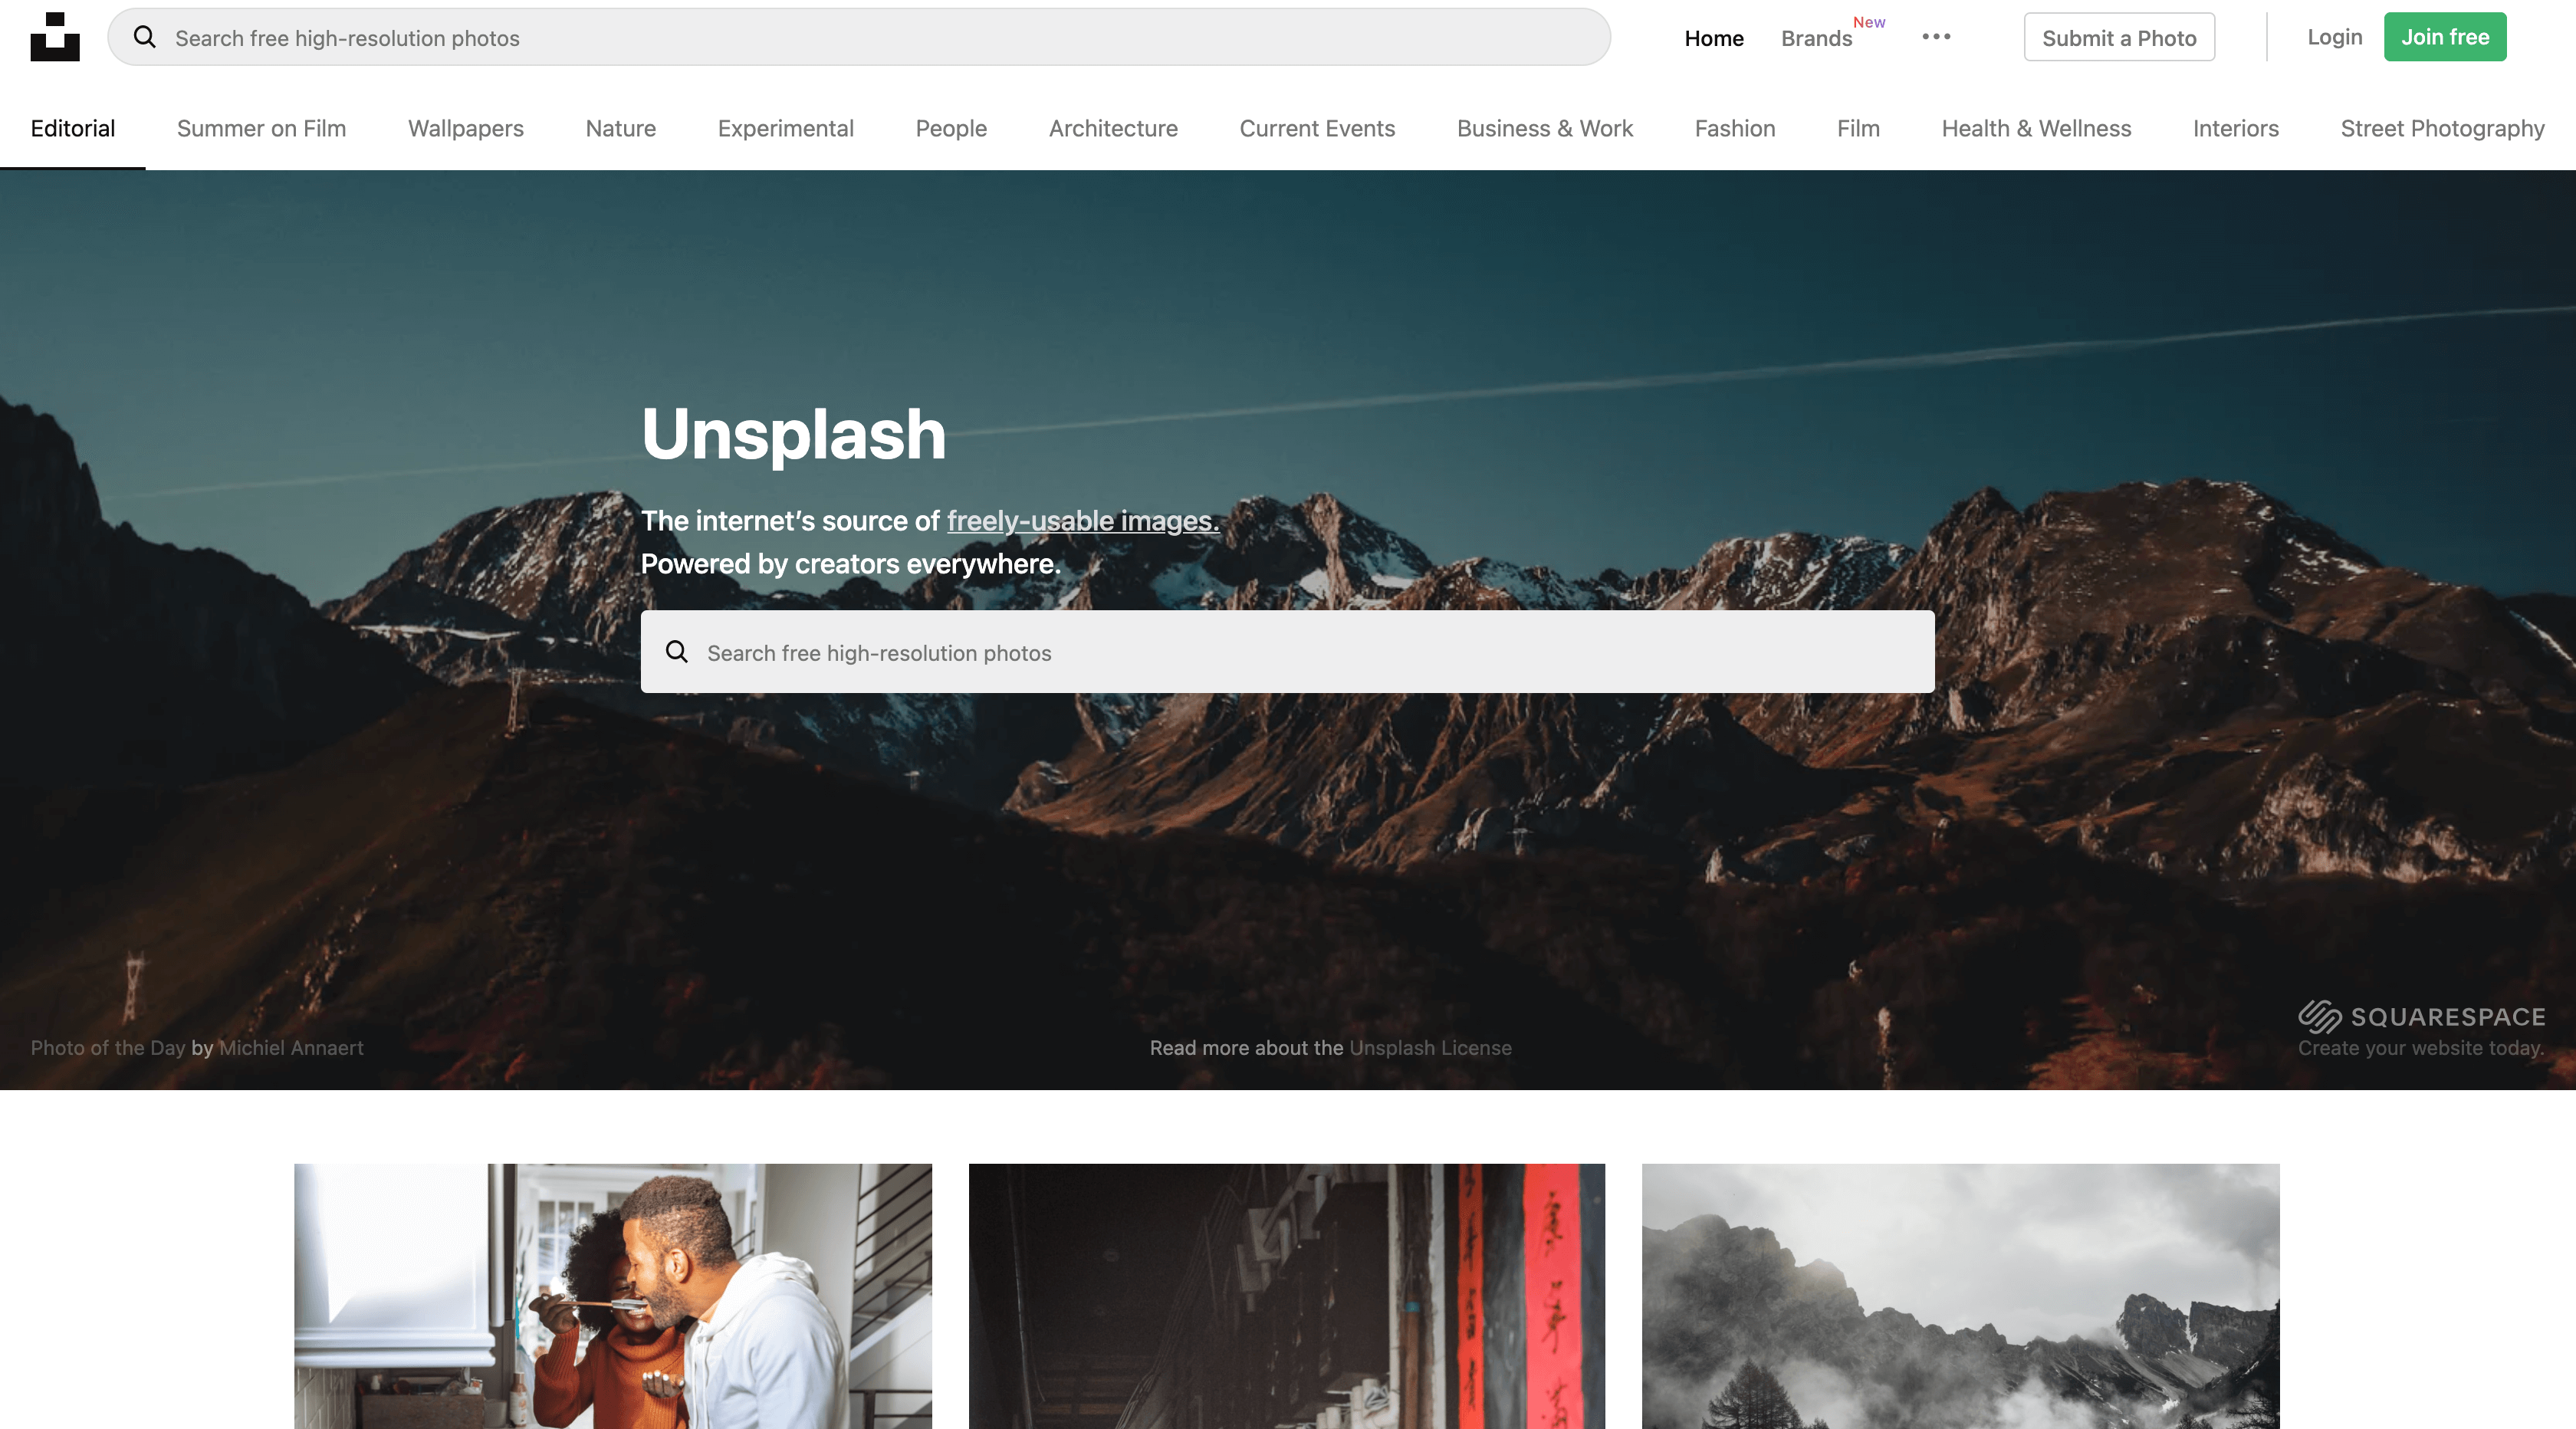 Search free high-resolution photos
Home
Brands
New
Submit a Photo
Login
Join free
Editorial
Summer on Film
Wallpapers
Nature
Experimental
People
Architecture
Current Events
Business & Work
Fashion
Film
Health & Wellness
Interiors
Street Photography
Unsplash
The internet’s source of freely-usable images.
Powered by creators everywhere.
Search free high-resolution photos
Photo of the Day by Michiel Annaert
Read more about the Unsplash License
SQUARESPACE
Create your website today.